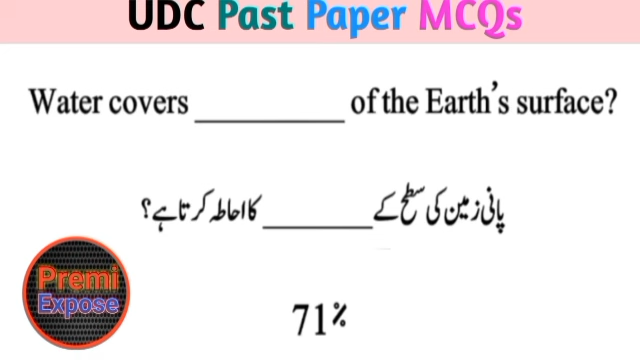 UDC Past Paper MCQs
Water covers __________ of the Earth's surface?
پانی زمین کی سطح کے ________ کا احاطہ کرتا ہے؟
Premi
Expose
71%